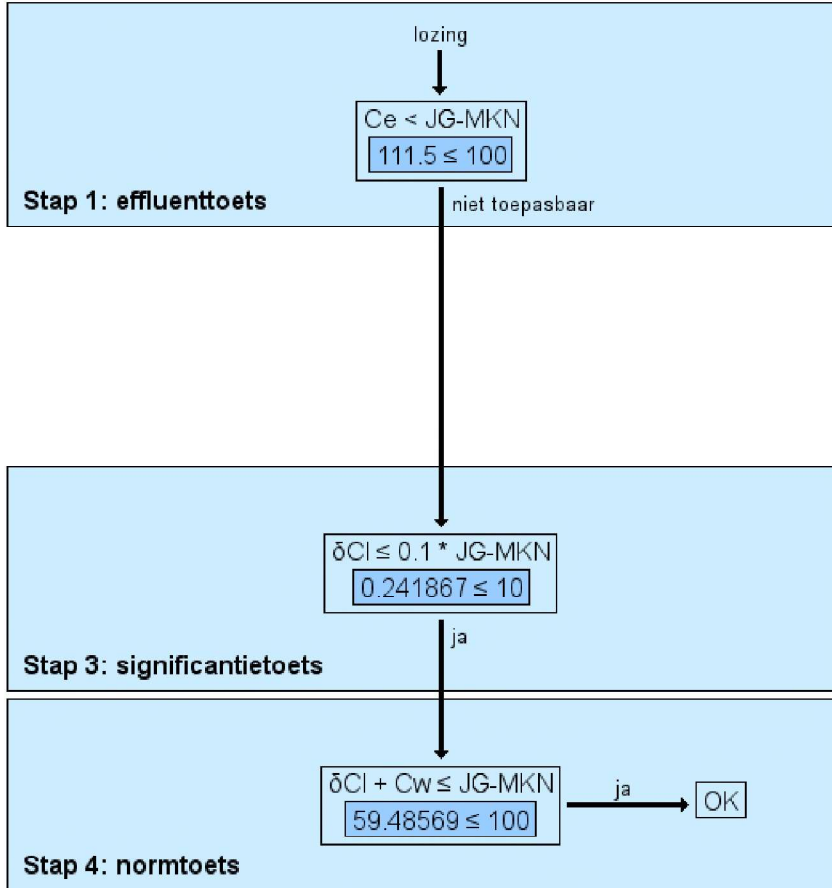 lozing
Ce < JG-MKN
111.5 ≤ 100
Stap 1: effluenttoets
niet toepasbaar
δCl ≤ 0.1 * JG-MKN
0.241867 ≤ 10
ja
Stap 3: significantietoets
δCl + Cw ≤ JG-MKN
59.48569 ≤ 100
ja
OK
Stap 4: normtoets